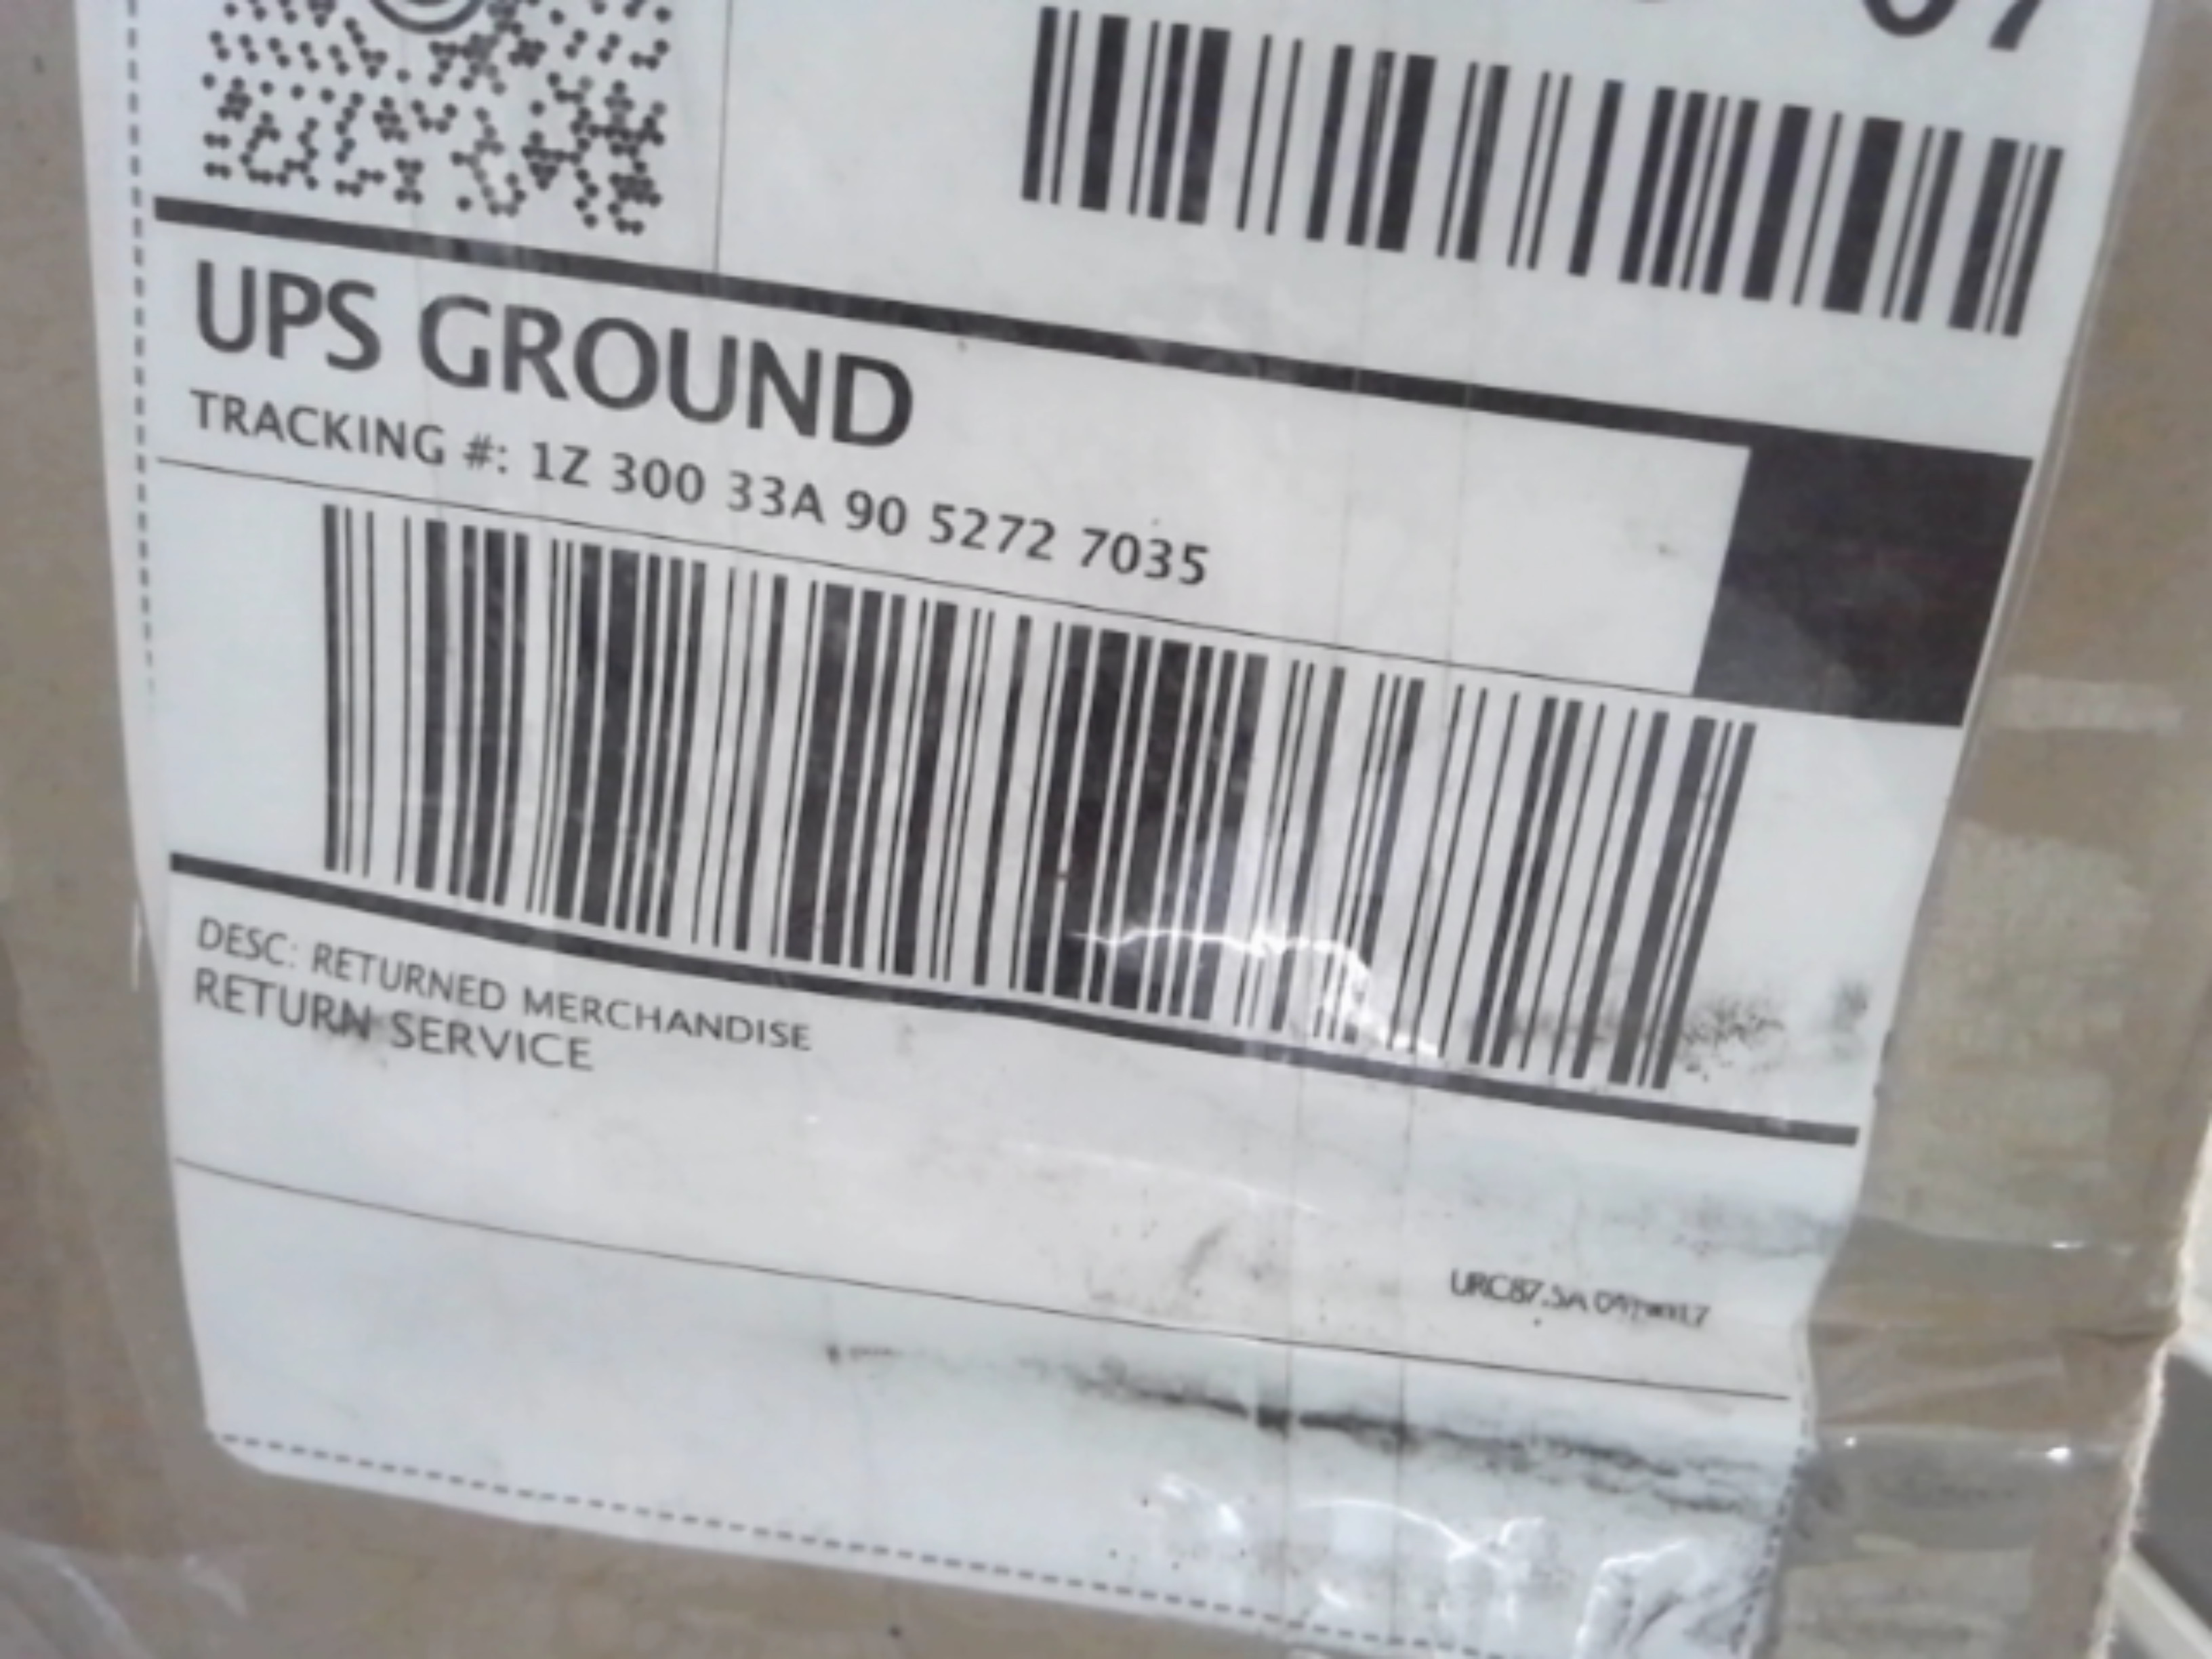 UPS GROUND
TRACKING #: 1Z 300 33A 90 5272 7035
DESC: RETURNED MERCHANDISE
RETURN SERVICE